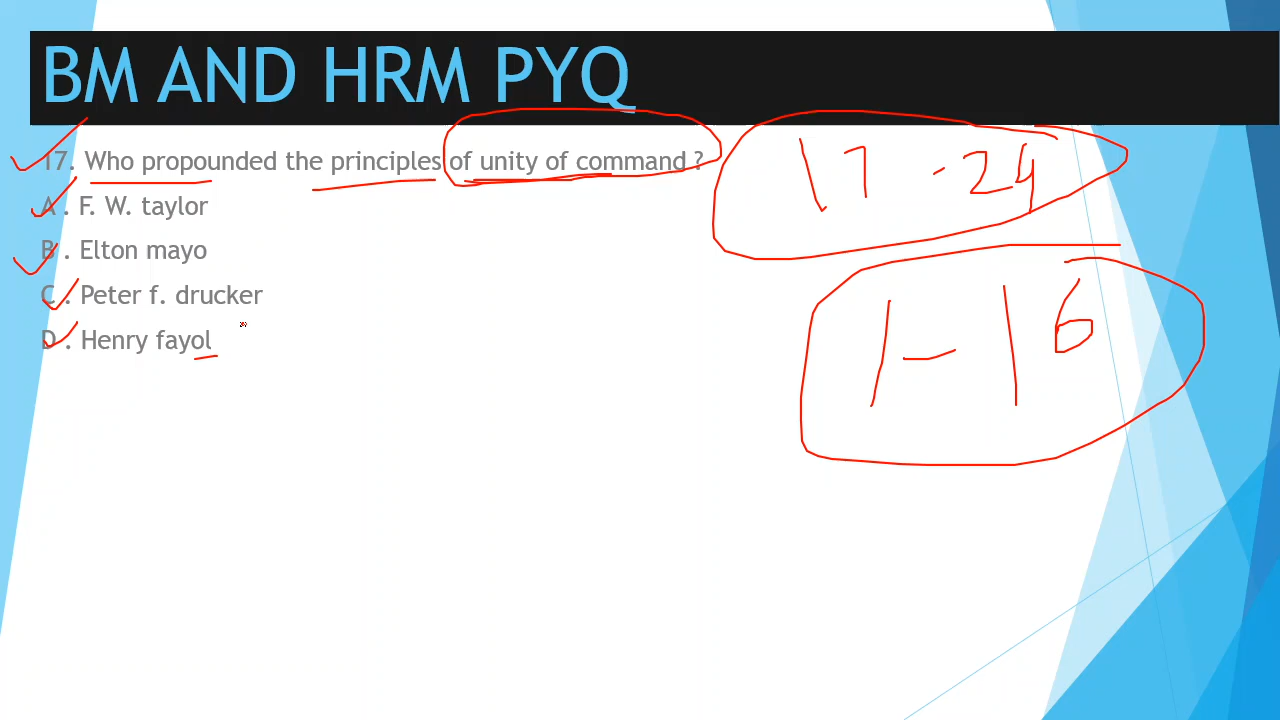 BM AND HRM PYQ
17. Who propounded the principles of unity of command ?
17 - 24
A . F. W. taylor
B . Elton mayo
C . Peter f. drucker
1 - 16
D . Henry fayol